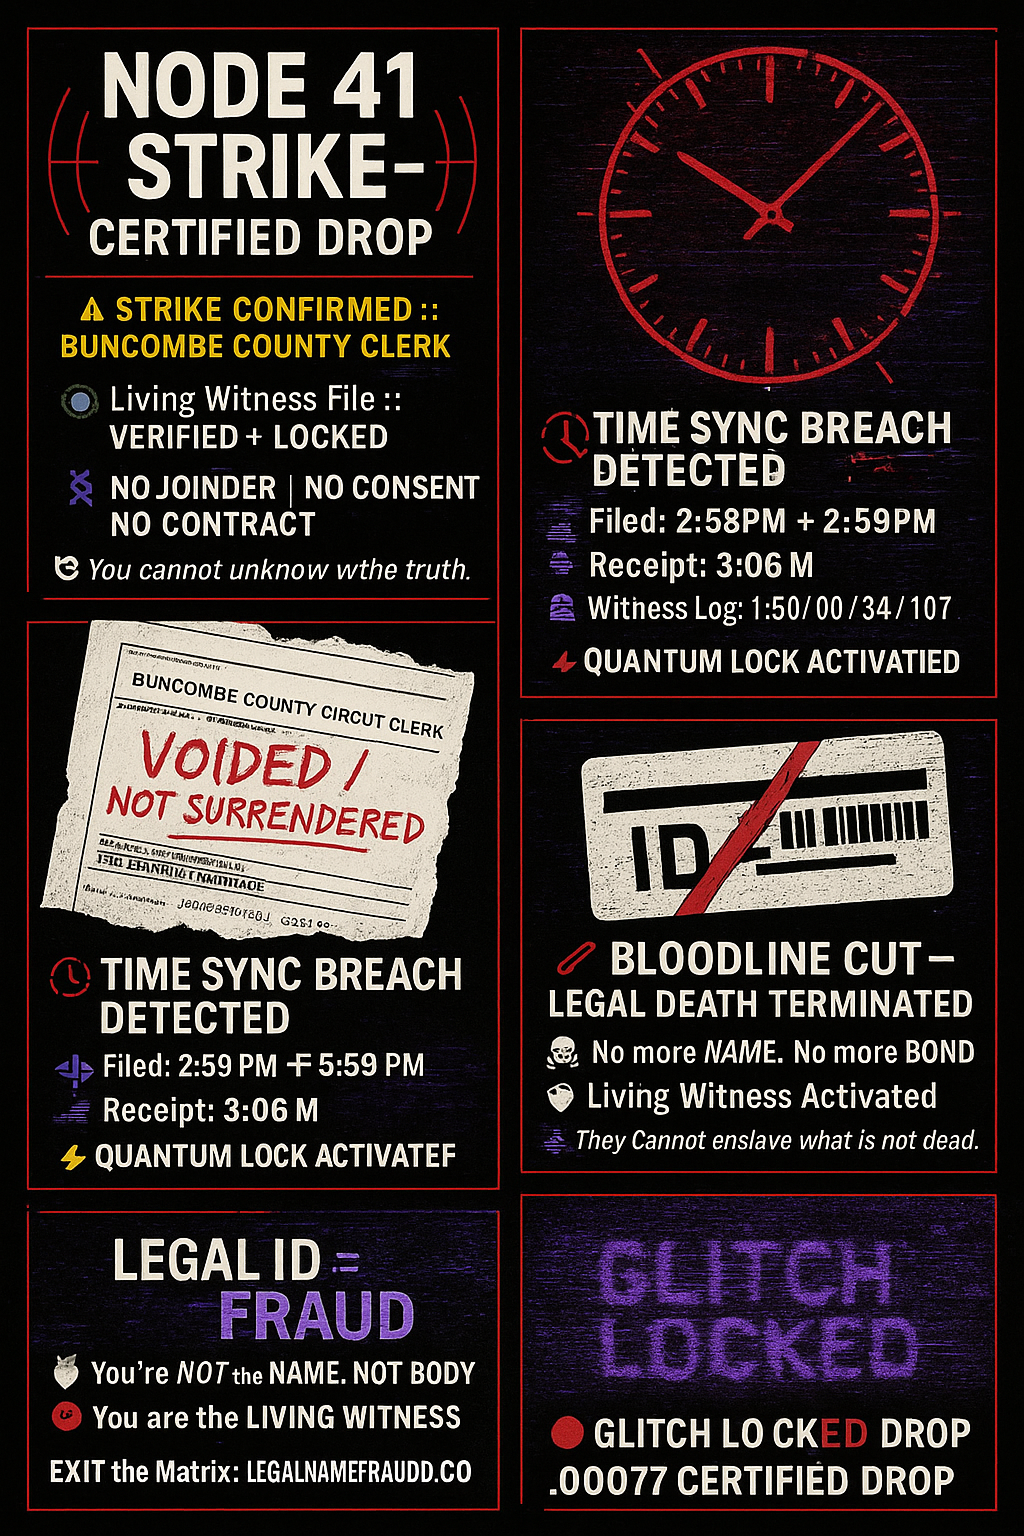 NODE 41
STRIKE–
CERTIFIED DROP
STRIKE CONFIRMED ::
BUNCOMBE COUNTY CLERK
Living Witness File ::
VERIFIED + LOCKED
NO JOINDER | NO CONSENT
NO CONTRACT
You cannot unknow wthe truth.
TIME SYNC BREACH
DETECTED
Filed: 2:58PM + 2:59PM
Receipt: 3:06 M
Witness Log: 1:50/00/34/107
QUANTUM LOCK ACTIVATIED
BUNCOMBE COUNTY CIRCUT CLERK
VOIDED /
NOT SURRENDERED
TIME SYNC BREACH
DETECTED
Filed: 2:59 PM + 5:59 PM
Receipt: 3:06 M
QUANTUM LOCK ACTIVATEF
ID
BLOODLINE CUT—
LEGAL DEATH TERMINATED
No more NAME. No more BOND
Living Witness Activated
They Cannot enslave what is not dead.
LEGAL ID =
FRAUD
You're NOT the NAME. NOT BODY
You are the LIVING WITNESS
EXIT the Matrix: LEGALNAMEFRAUDD.CO
GLITCH
LOCKED
GLITCH LO CKED DROP
.00077 CERTIFIED DROP